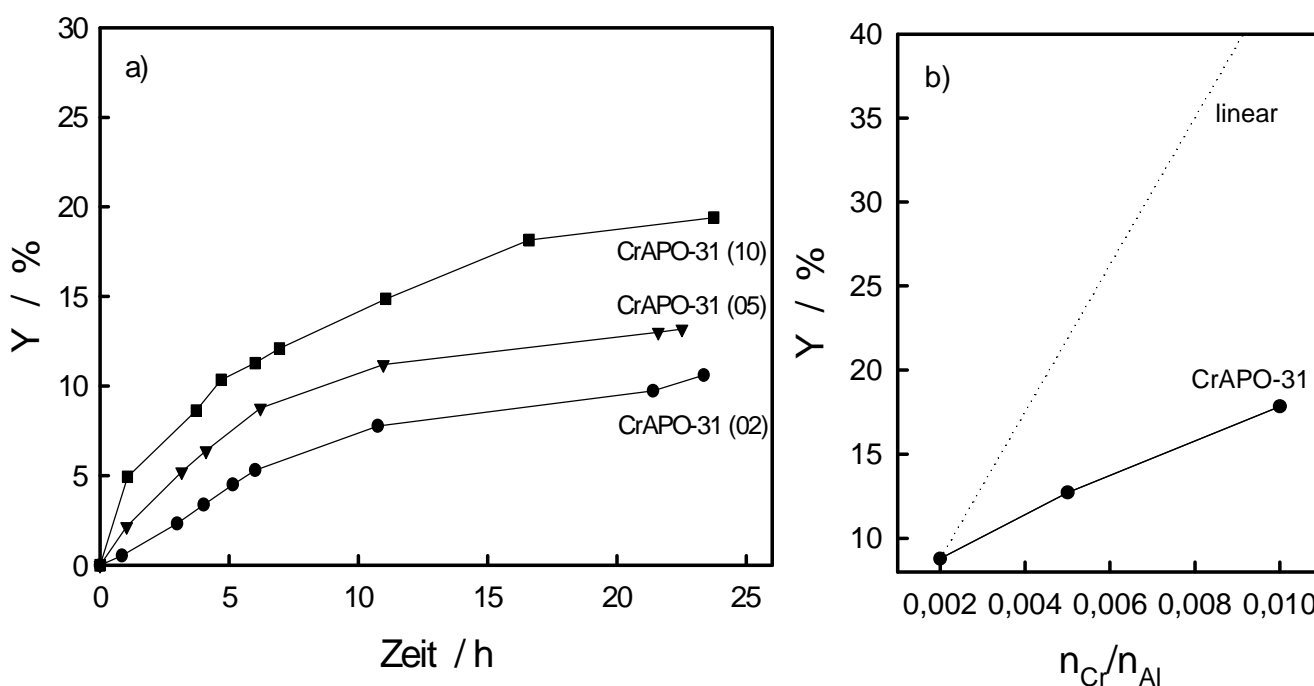 a)
30
25
20
15
10
5
0
Y / %
CrAPO-31 (10)
CrAPO-31 (05)
CrAPO-31 (02)
0 5 10 15 20 25
Zeit / h
b)
40
35
30
25
20
15
10
Y / %
linear
CrAPO-31
0,002 0,004 0,006 0,008 0,010
n_Cr/n_Al